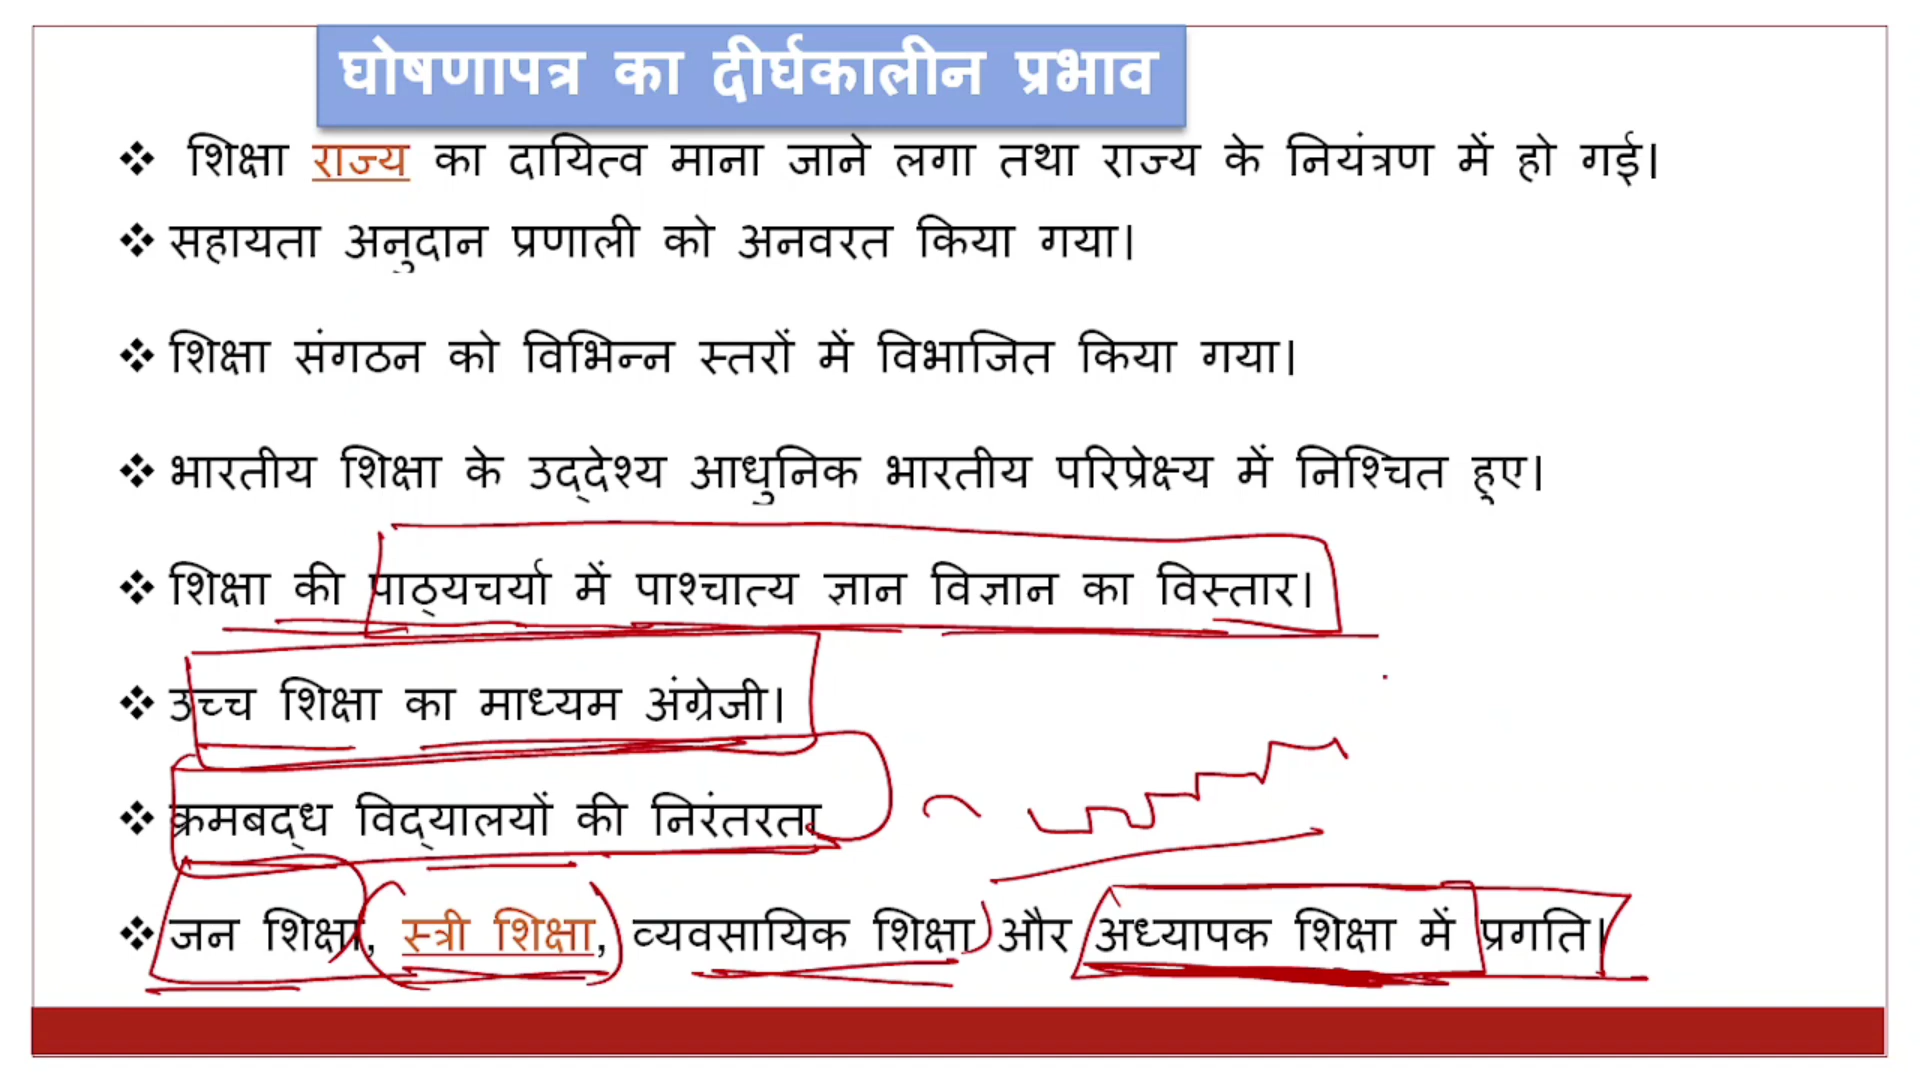 घोषणापत्र का दीर्घकालीन प्रभाव
❖ शिक्षा राज्य का दायित्व माना जाने लगा तथा राज्य के नियंत्रण में हो गई।
❖ सहायता अनुदान प्रणाली को अनवरत किया गया।
❖ शिक्षा संगठन को विभिन्न स्तरों में विभाजित किया गया।
❖ भारतीय शिक्षा के उद्देश्य आधुनिक भारतीय परिप्रेक्ष्य में निश्चित हुए।
❖ शिक्षा की पाठ्यचर्या में पाश्चात्य ज्ञान विज्ञान का विस्तार।
❖ उच्च शिक्षा का माध्यम अंग्रेजी।
❖ क्रमबद्ध विद्यालयों की निरंतरता
❖ जन शिक्षा, स्त्री शिक्षा, व्यवसायिक शिक्षा और अध्यापक शिक्षा में प्रगति।